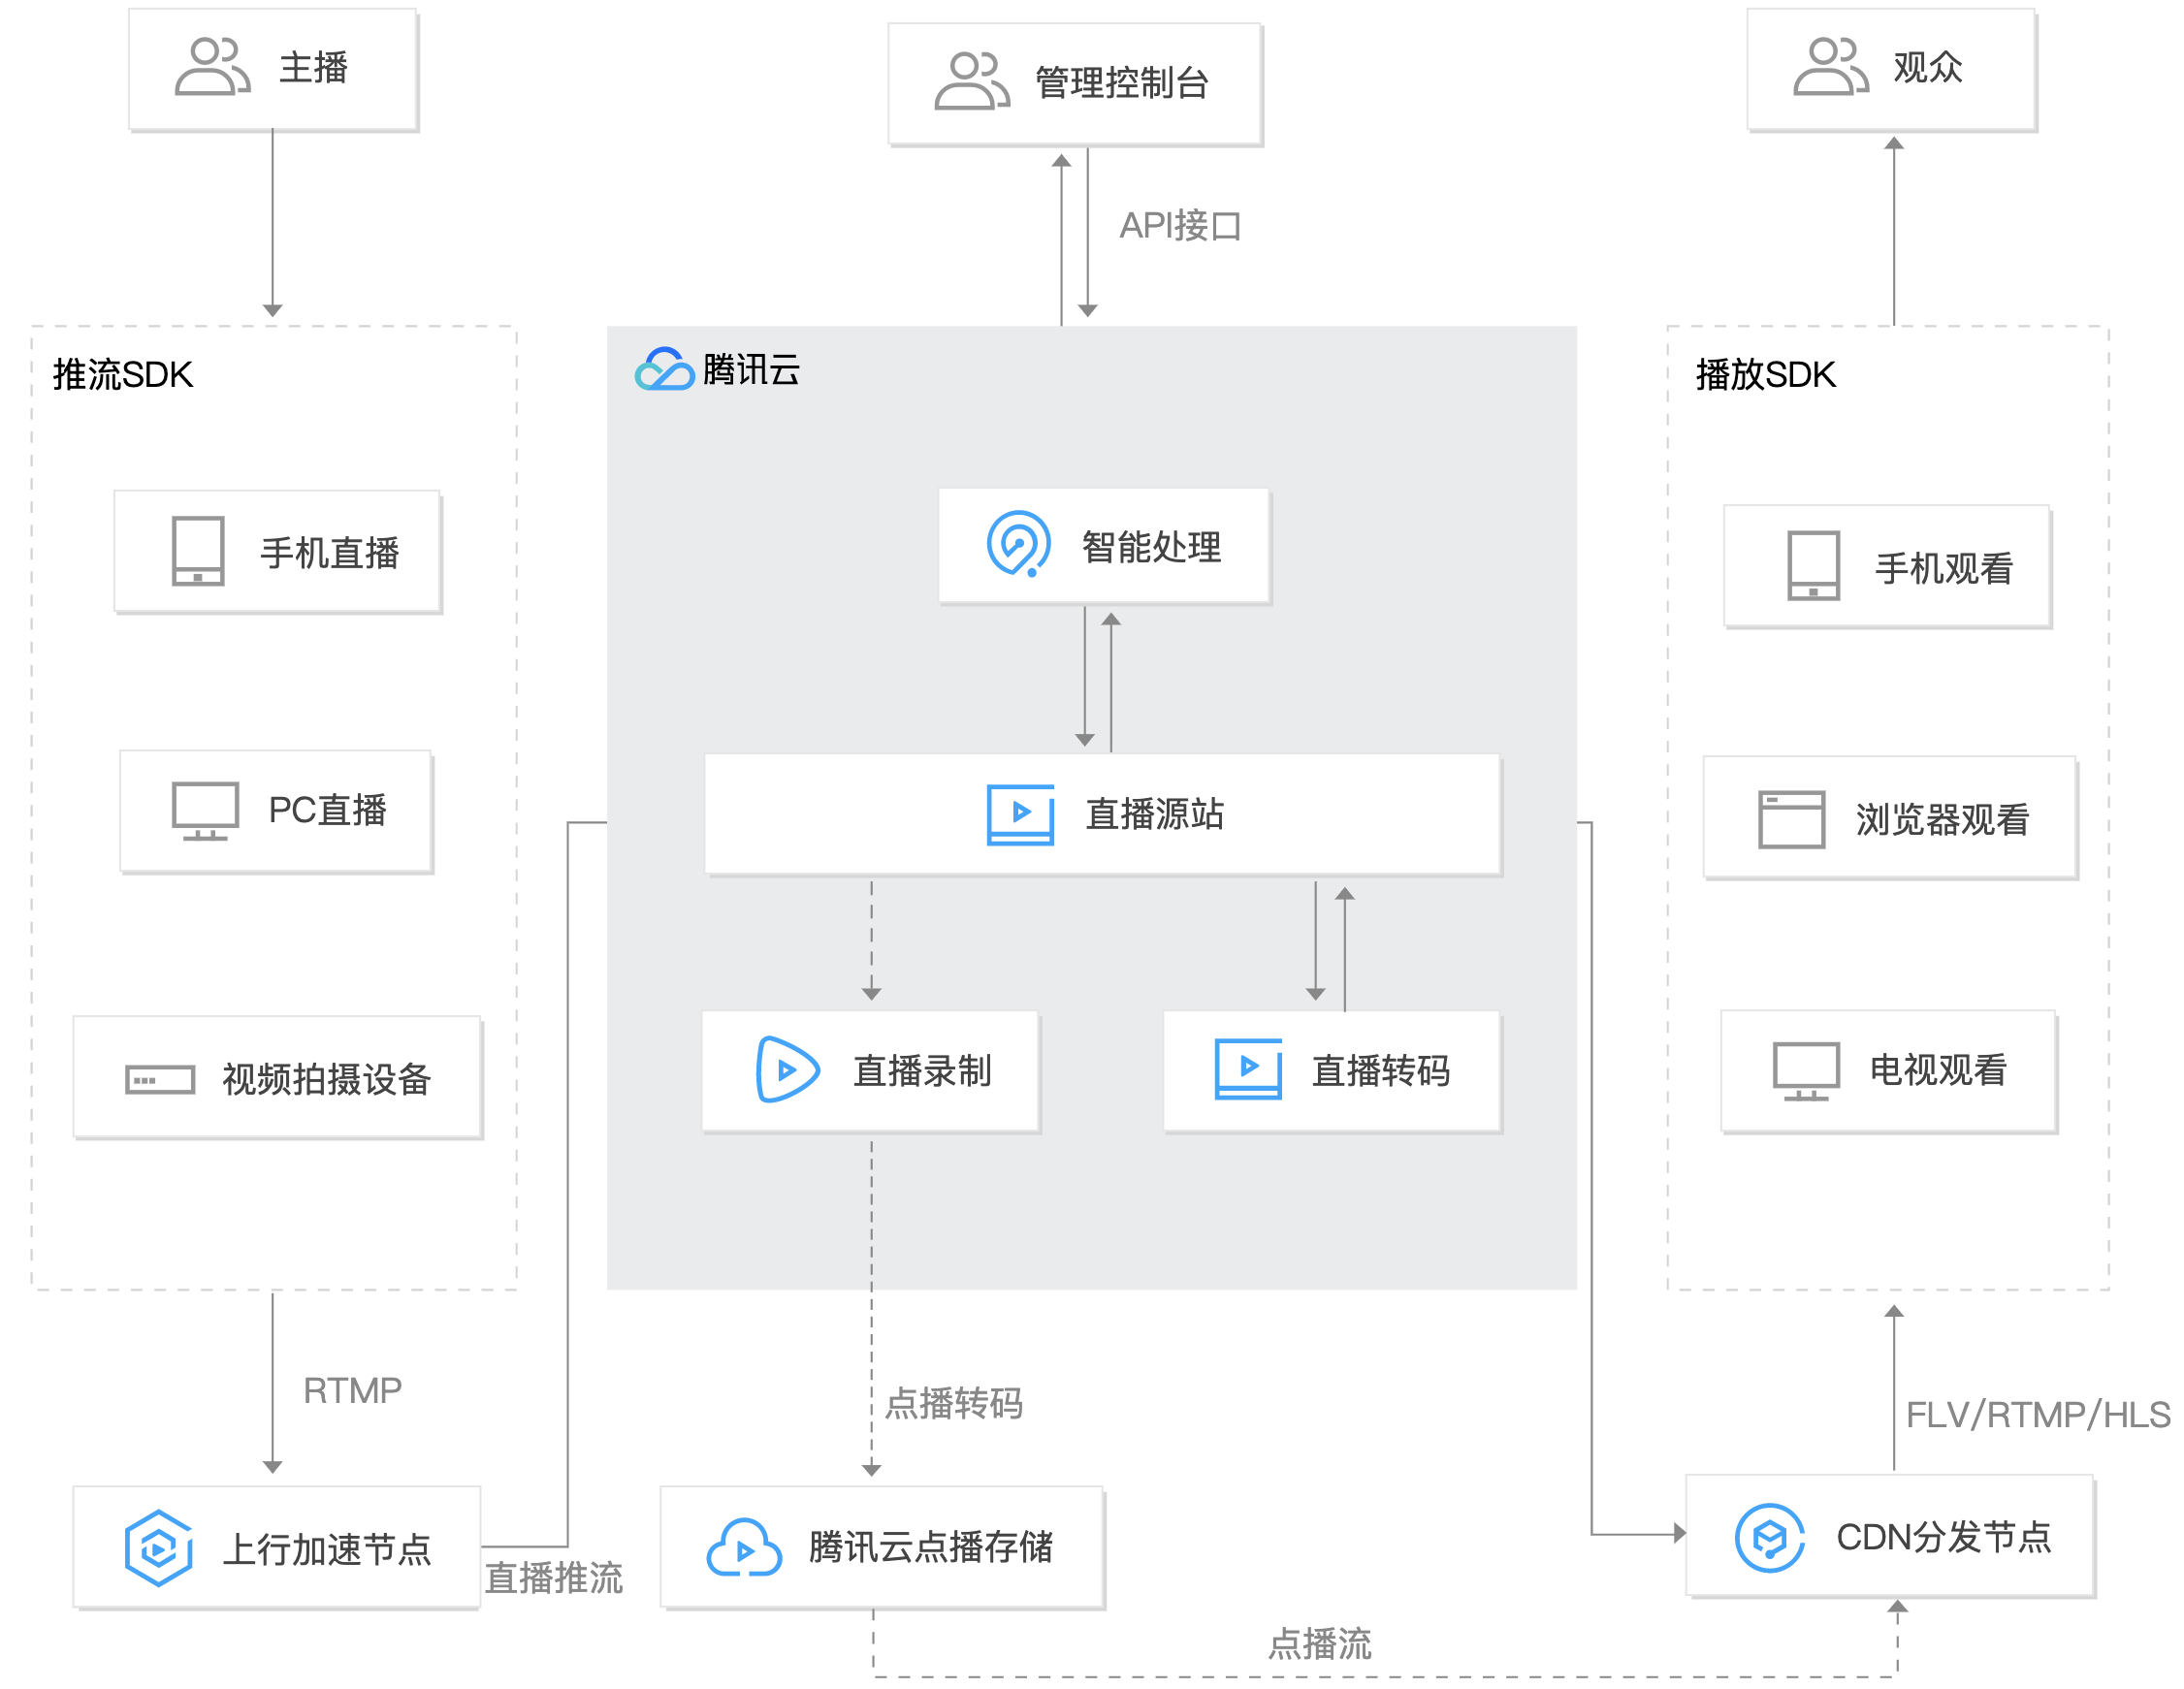 主播
管理控制台
观众
API接口
推流SDK
腾讯云
播放SDK
手机直播
智能处理
手机观看
PC直播
直播源站
浏览器观看
视频拍摄设备
直播录制
直播转码
电视观看
RTMP
点播转码
FLV/RTMP/HLS
上行加速节点
直播推流
腾讯云点播存储
CDN分发节点
点播流